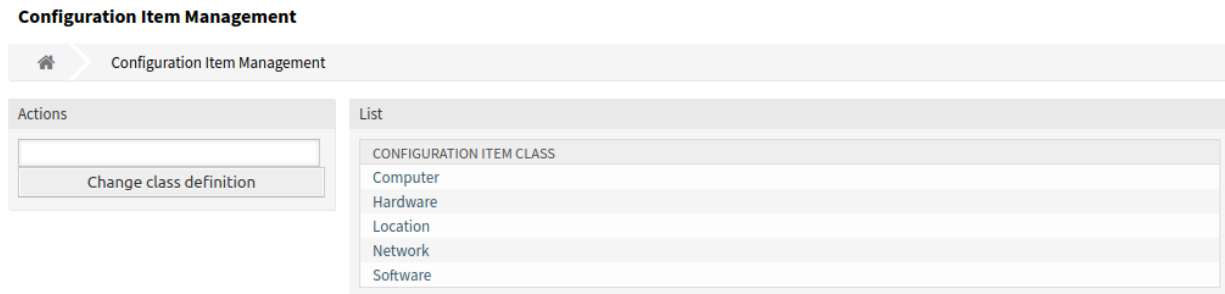 Configuration Item Management
Configuration Item Management
Actions
Change class definition
List
CONFIGURATION ITEM CLASS
Computer
Hardware
Location
Network
Software